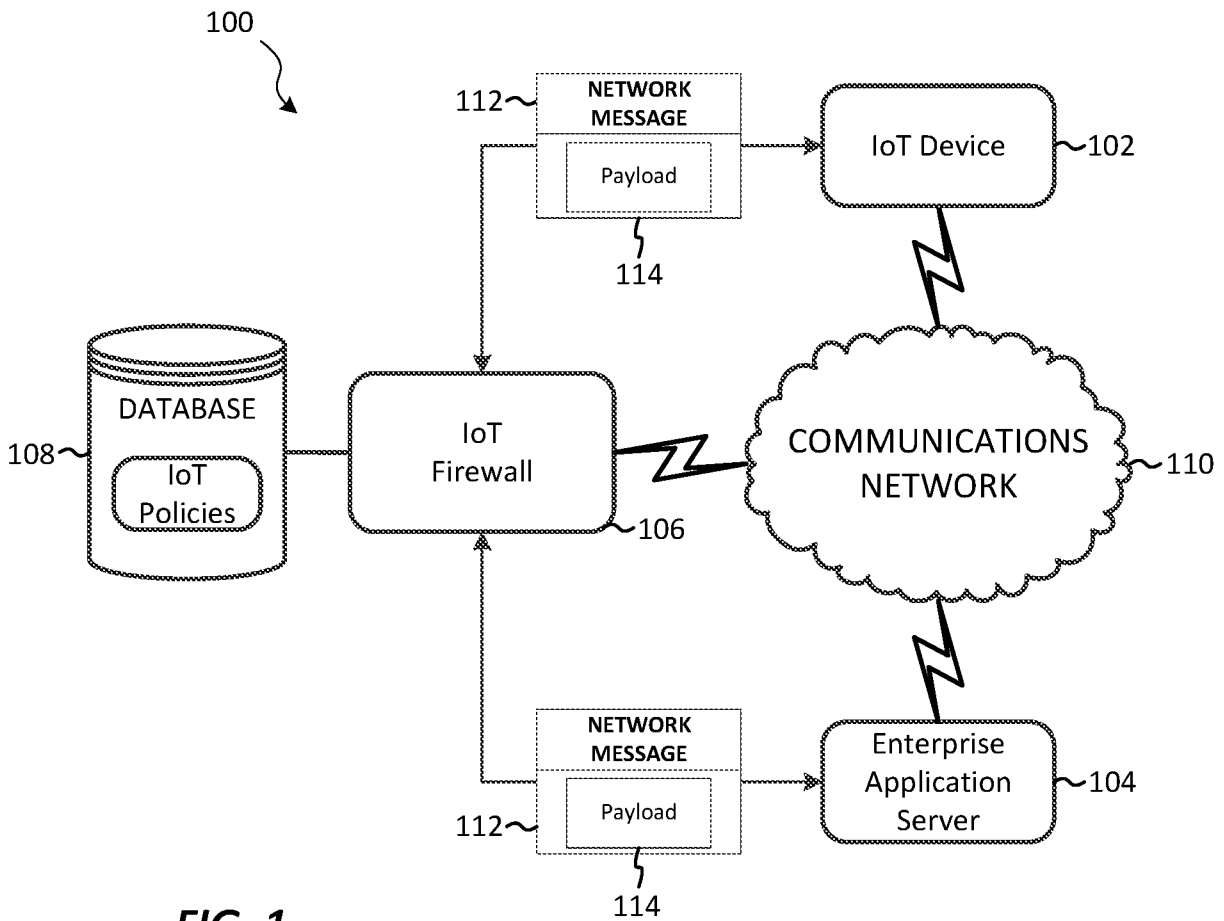 100
112
NETWORK
MESSAGE
Payload
114
IoT Device
102
DATABASE
IoT
Policies
108
IoT
Firewall
106
COMMUNICATIONS
NETWORK
110
NETWORK
MESSAGE
Payload
112
114
Enterprise
Application
Server
104
FIG. 1